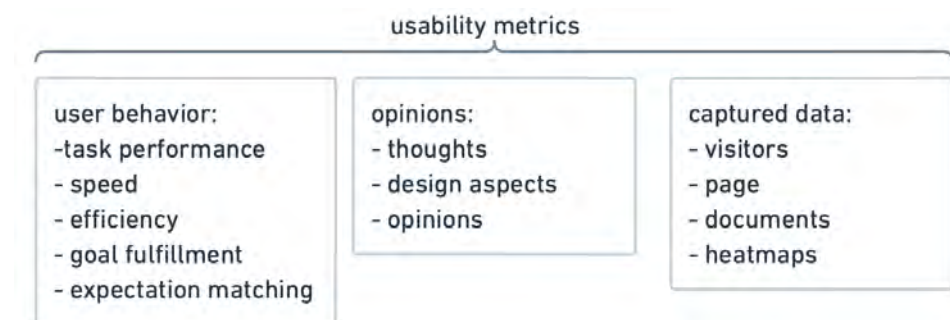 usability metrics
user behavior:
-task performance
- speed
- efficiency
- goal fulfillment
- expectation matching
opinions:
- thoughts
- design aspects
- opinions
captured data:
- visitors
- page
- documents
- heatmaps